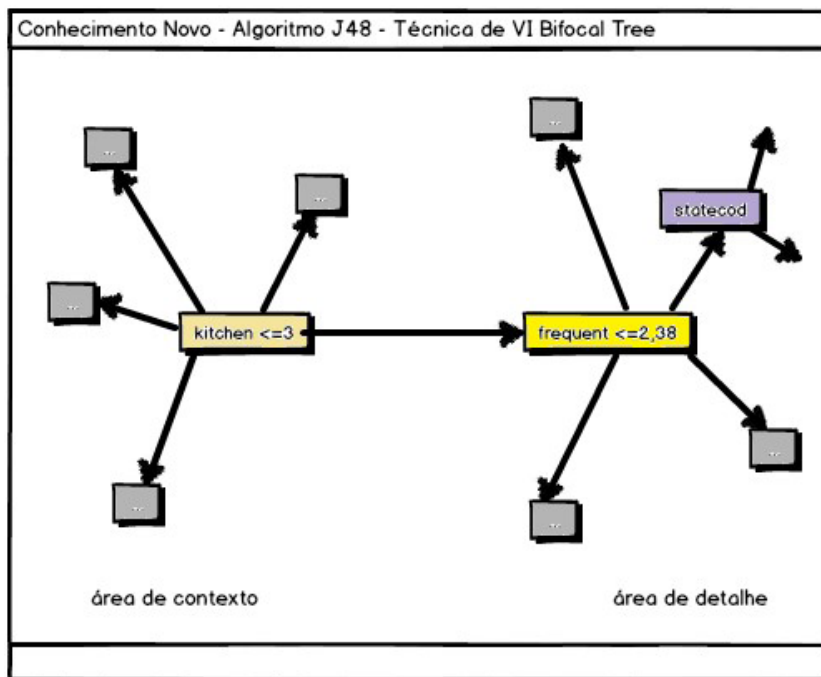 Conhecimento Novo - Algoritmo J48 - Técnica de VI Bifocal Tree
...
...
...
statecod
...
kitchen <=3
frequent <=2,38
...
...
...
área de contexto
área de detalhe